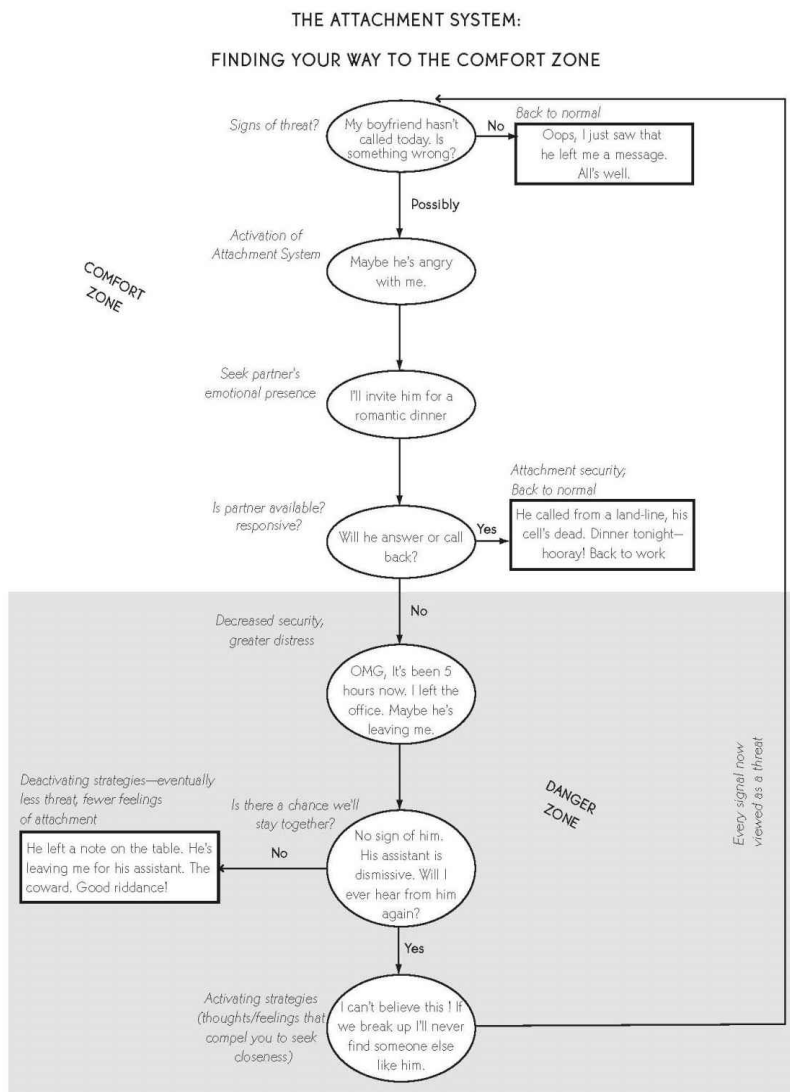 THE ATTACHMENT SYSTEM:
FINDING YOUR WAY TO THE COMFORT ZONE
Signs of threat?
My boyfriend hasn't
called today. Is
something wrong?
No
Back to normal
Oops, I just saw that
he left me a message.
All's well.
Possibly
Activation of
Attachment System
Maybe he's angry
with me.
COMFORT
ZONE
Seek partner's
emotional presence
I'll invite him for a
romantic dinner
Is partner available?
responsive?
Will he answer or call
back?
Yes
Attachment security,
Back to normal
He called from a land-line, his
cell's dead. Dinner tonight—
hooray! Back to work
No
Decreased security,
greater distress
OMG, It's been 5
hours now. I left the
office. Maybe he's
leaving me.
DANGER
ZONE
Every signal now
viewed as a threat
Is there a chance we'll
stay together?
No sign of him.
His assistant is
dismissive. Will I
ever hear from him
again?
No
Deactivating strategies—eventually
less threat, fewer feelings
of attachment
He left a note on the table. He's
leaving me for his assistant. The
coward. Good riddance!
Yes
Activating strategies
(thoughts/feelings that
compel you to seek
closeness)
I can't believe this ! If
we break up I'll never
find someone else
like him.